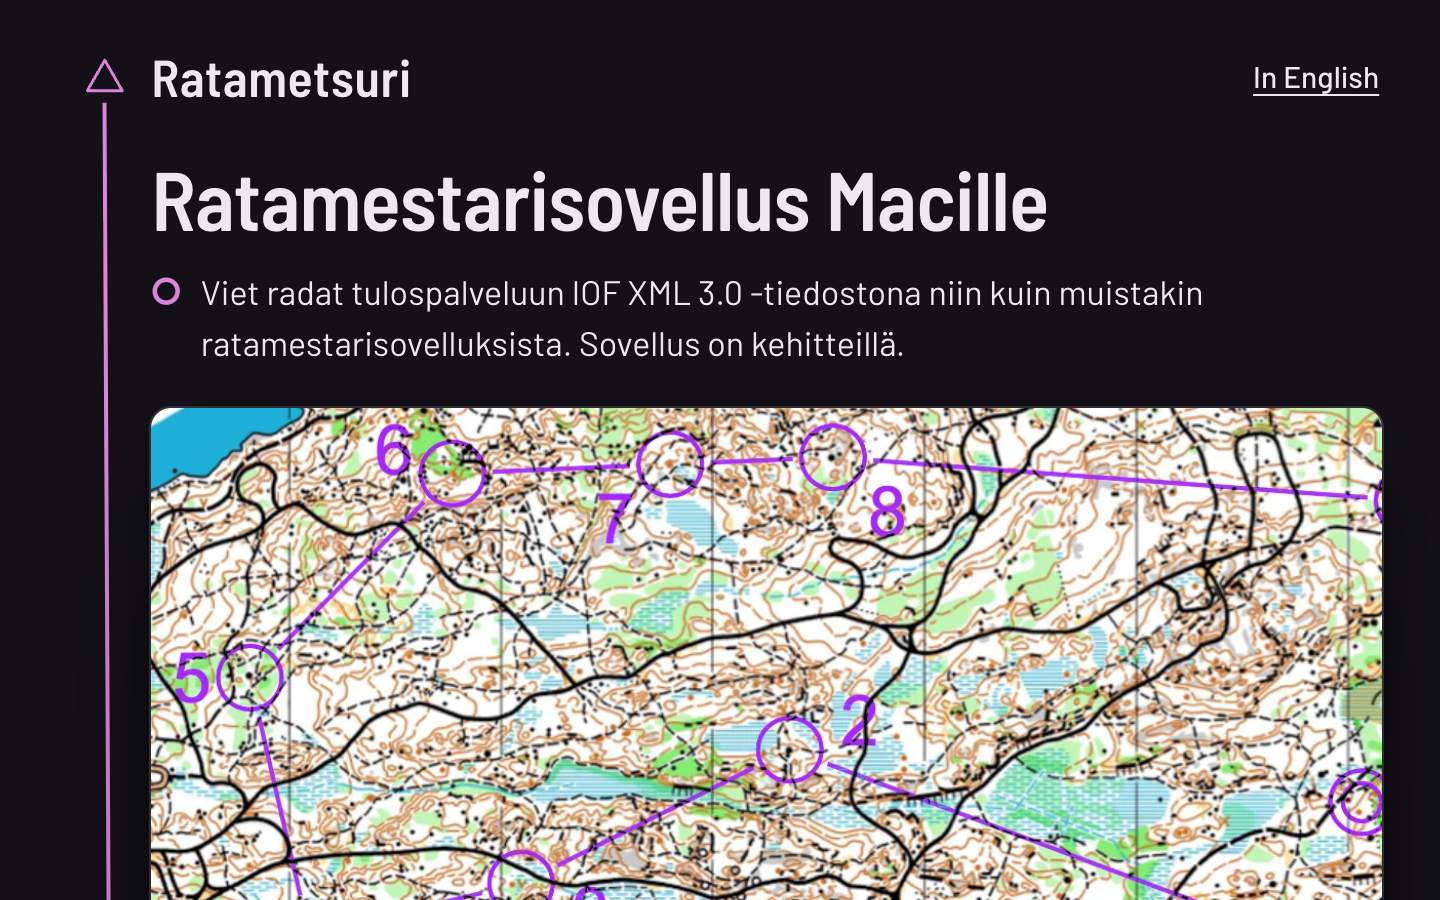 Ratametsuri
In English
Ratamestarisovellus Macille
Viet radat tulospalveluun IOF XML 3.0 -tiedostona niin kuin muistakin
ratamestarisovelluksista. Sovellus on kehitteillä.
6
7
8
5
2